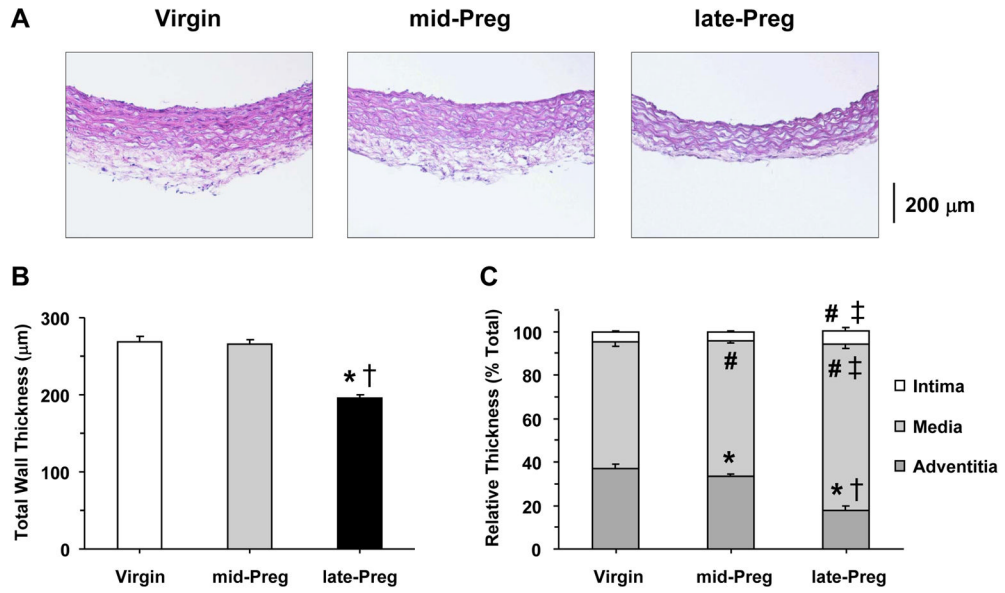 A
Virgin
mid-Preg
late-Preg
200 μm
B
Total Wall Thickness (μm)
300
200
100
0
* †
Virgin
mid-Preg
late-Preg
C
Relative Thickness (% Total)
100
80
60
40
20
0
# ‡
#
# ‡
*
* †
Virgin
mid-Preg
late-Preg
Intima
Media
Adventitia